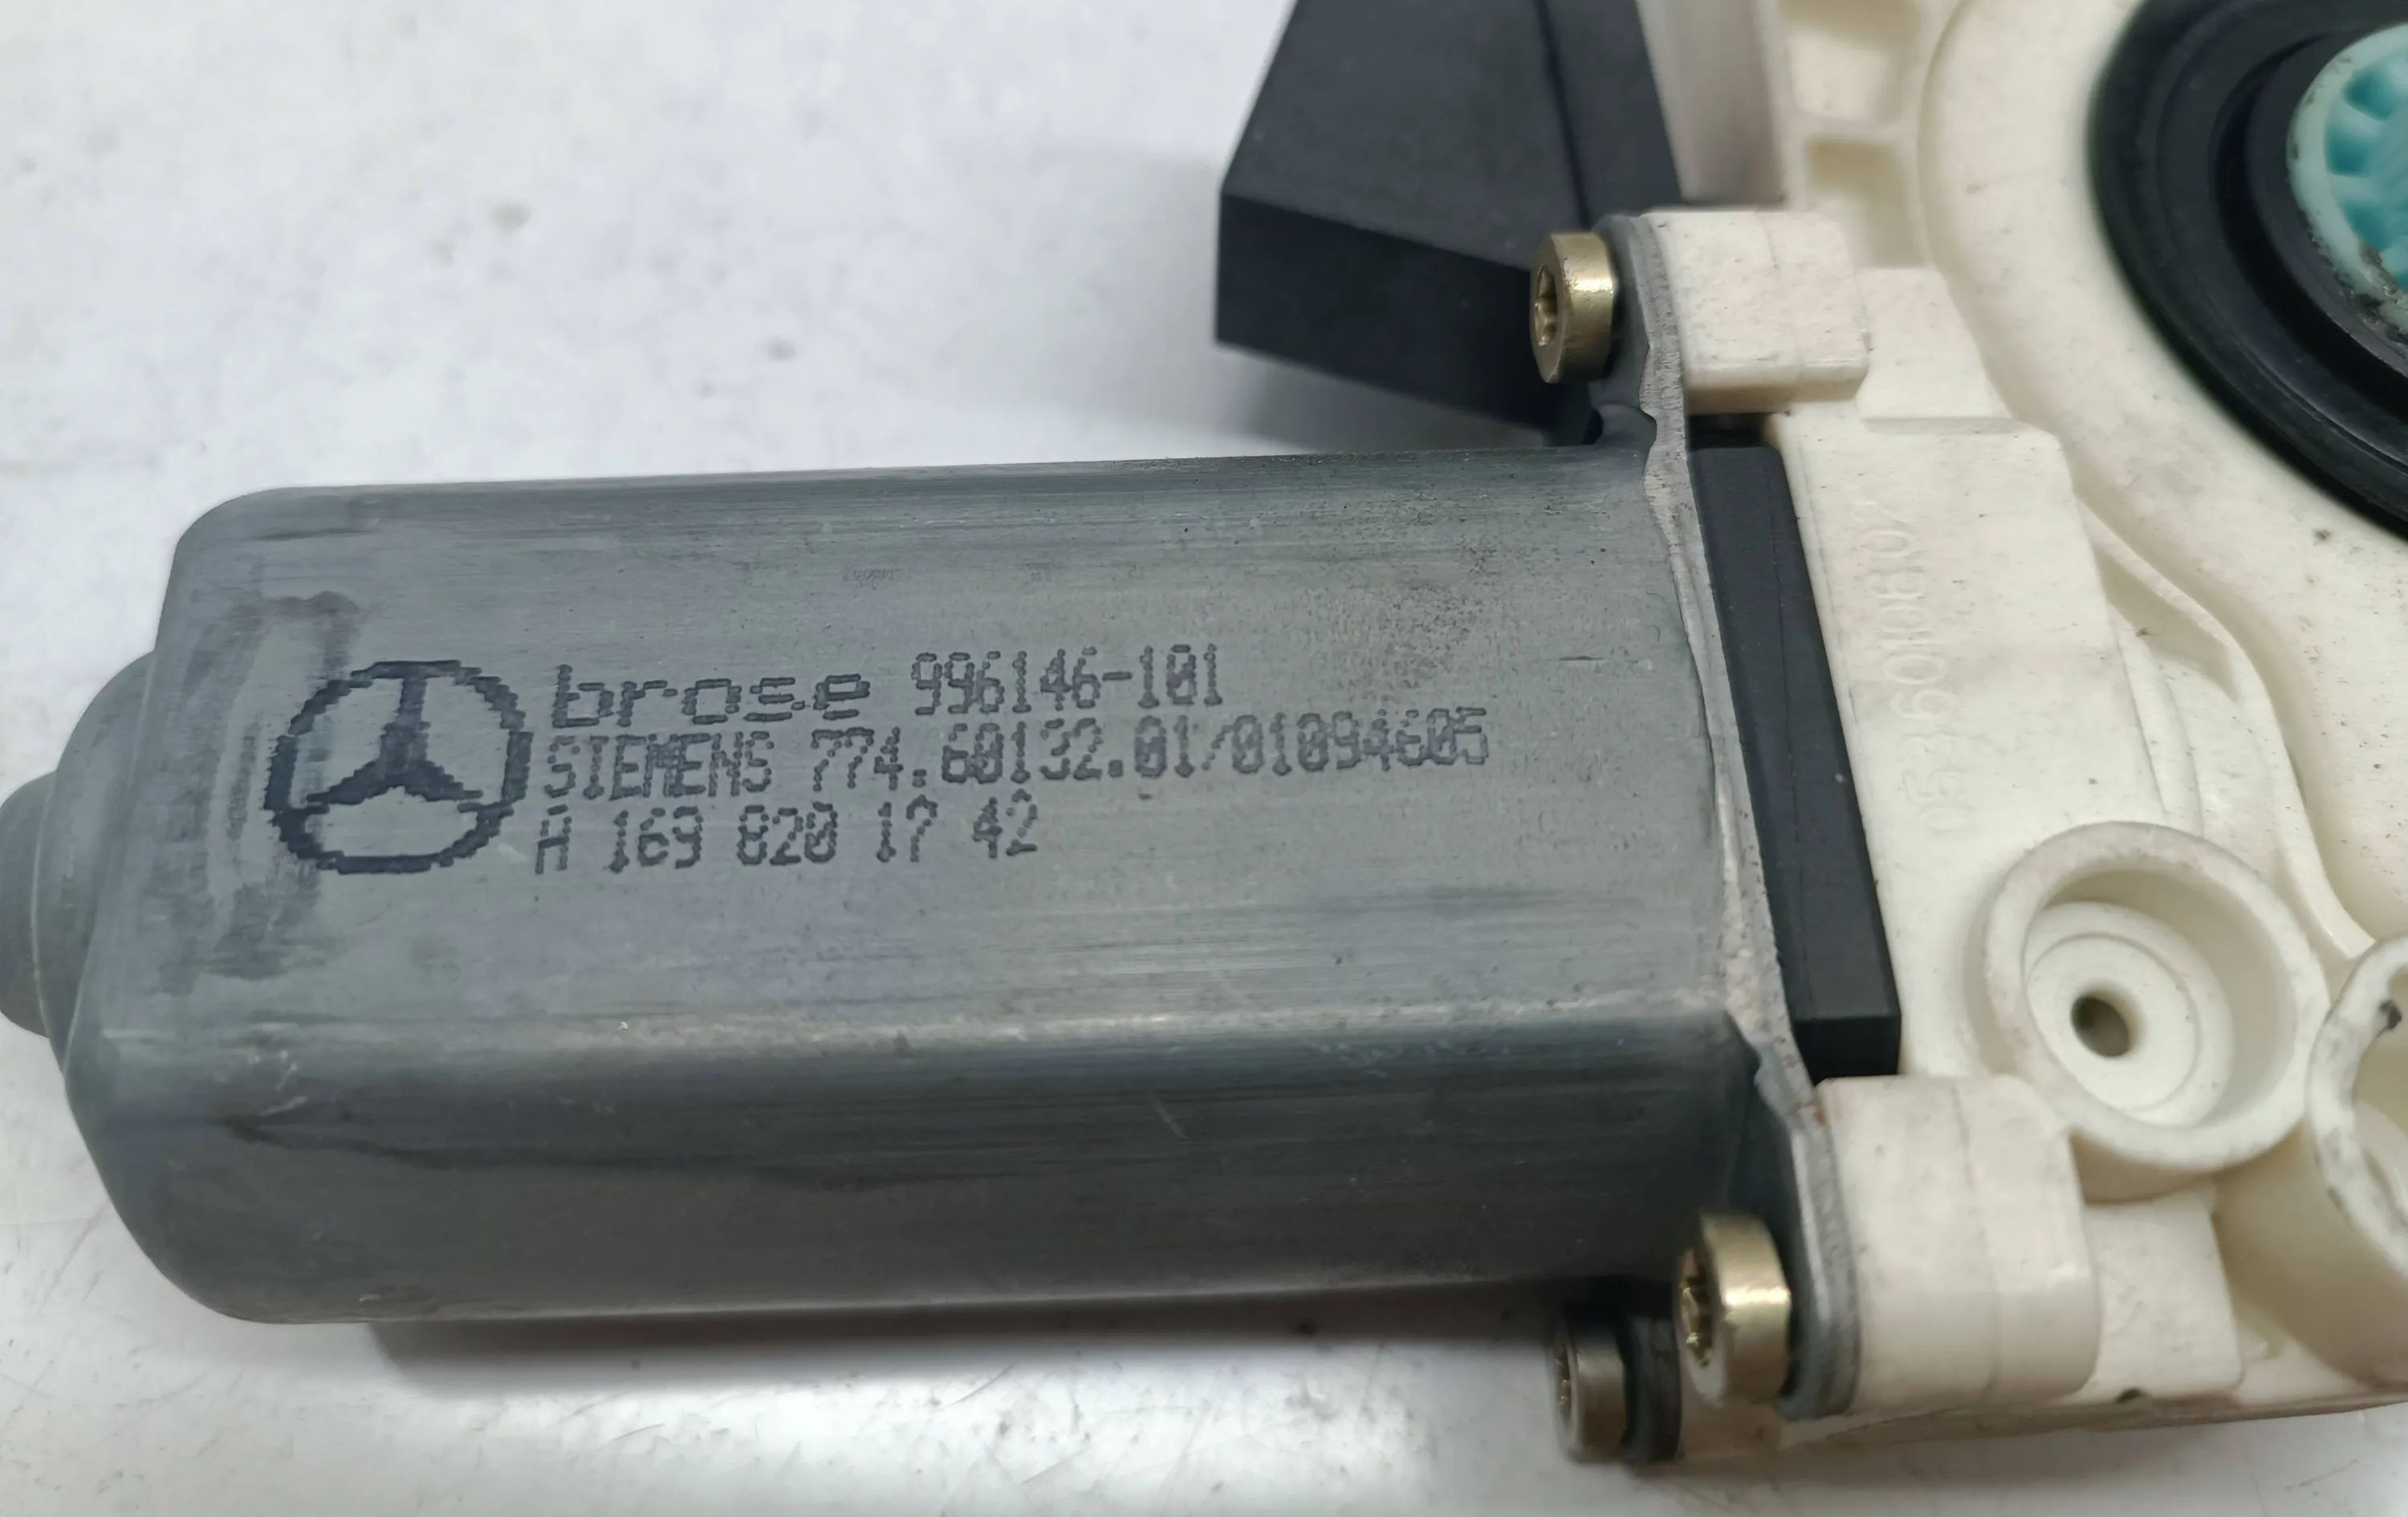 brose 996146-101
SIEMENS 774.60132.01/01094605
A 169 820 17 42